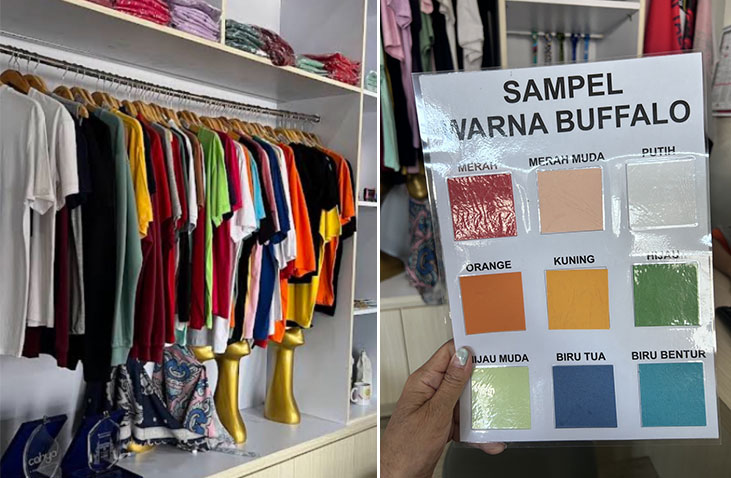 SAMPEL
WARNA BUFFALO
MERAH
MERAH MUDA
PUTIH
ORANGE
KUNING
HIJAU
HIJAU MUDA
BIRU TUA
BIRU BENTUR